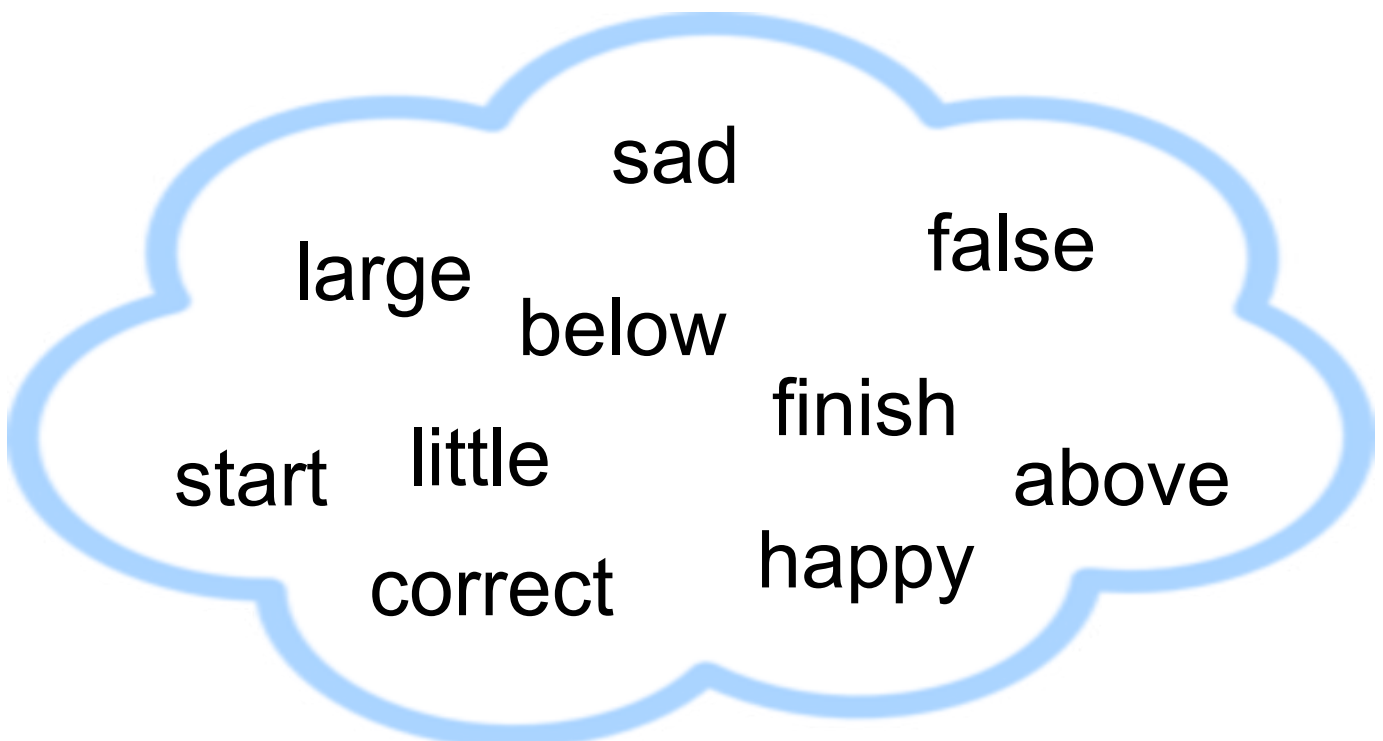 sad
false
large
below
finish
little
start
above
happy
correct